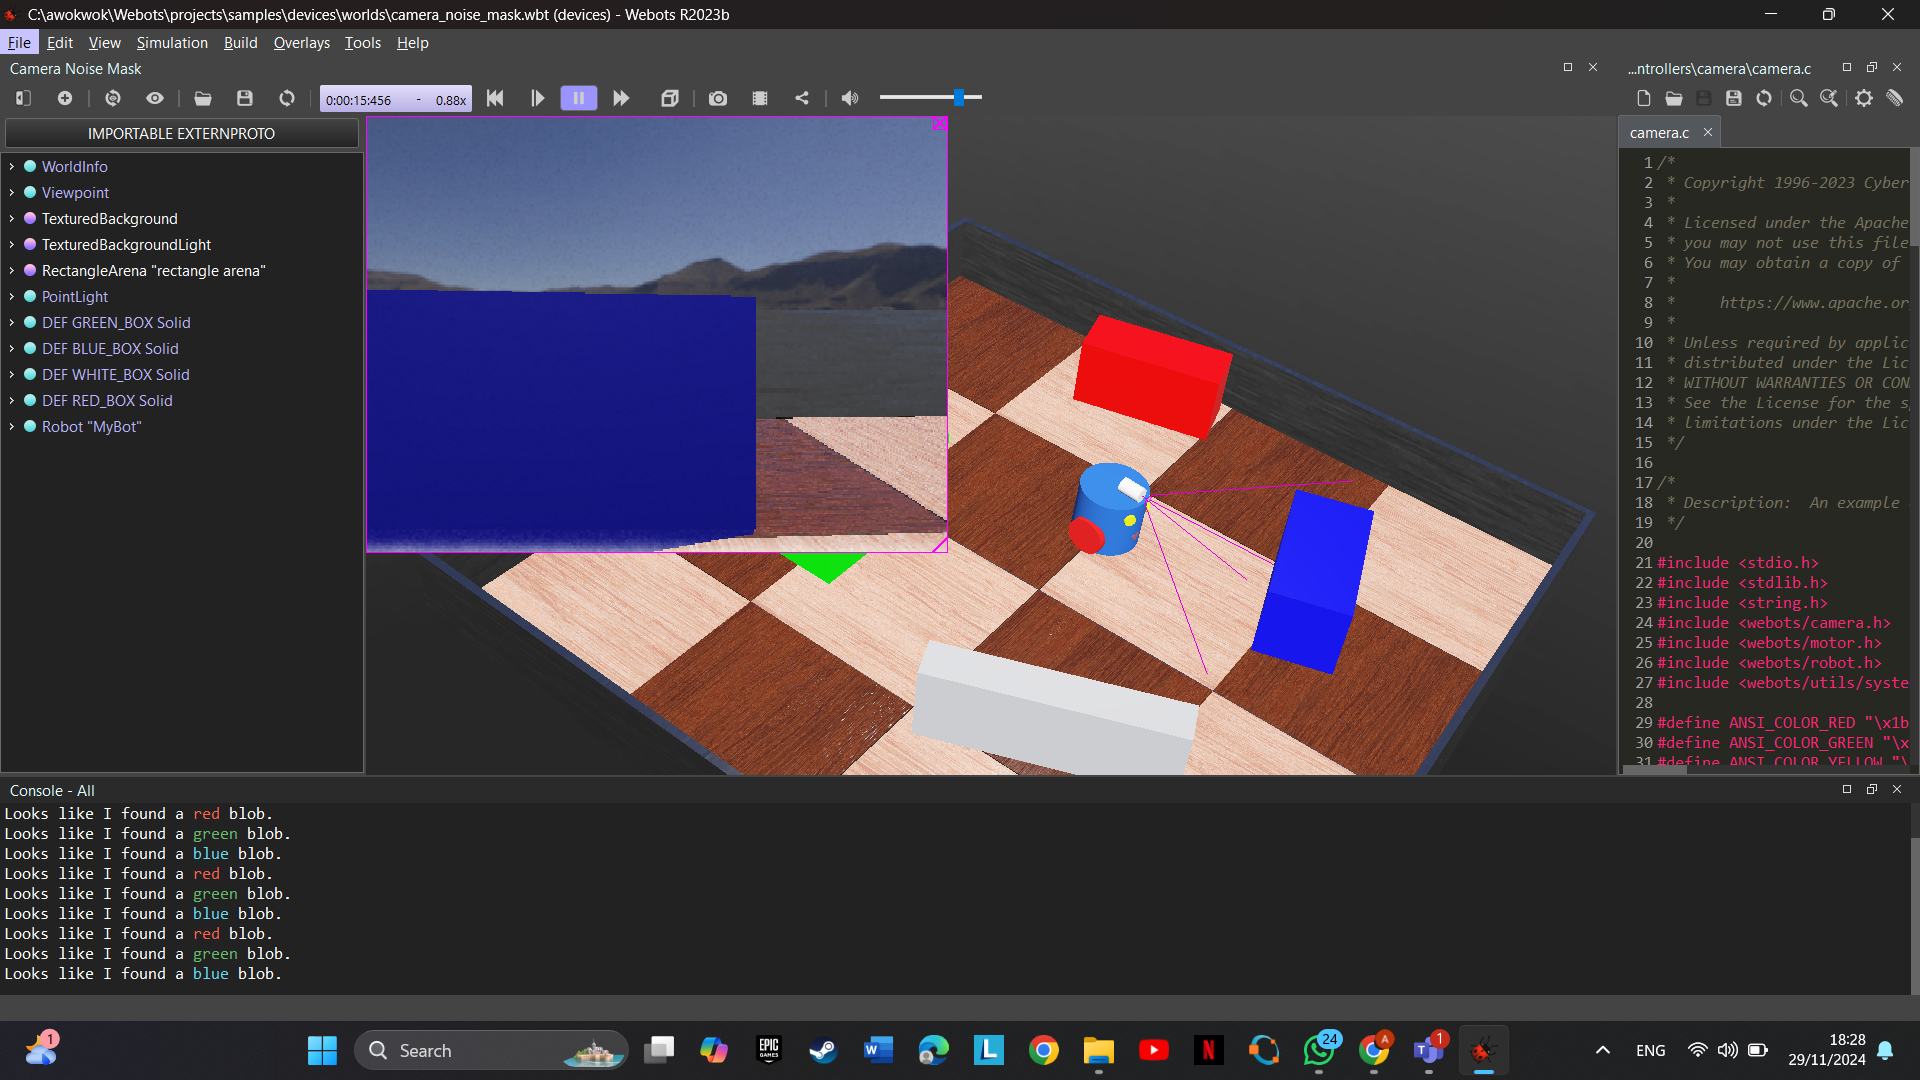 C:\awokwok\Webots\projects\samples\devices\worlds\camera_noise_mask.wbt (devices) - Webots R2023b
File Edit View Simulation Build Overlays Tools Help
Camera Noise Mask
...ntrollers\camera\camera.c
0:00:15:456 - 0.88x
IMPORTABLE EXTERNPROTO
WorldInfo
Viewpoint
TexturedBackground
TexturedBackgroundLight
RectangleArena "rectangle arena"
PointLight
DEF GREEN_BOX Solid
DEF BLUE_BOX Solid
DEF WHITE_BOX Solid
DEF RED_BOX Solid
Robot "MyBot"
camera.c
1 /*
2 * Copyright 1996-2023 Cyber
3 *
4 * Licensed under the Apache
5 * you may not use this file
6 * You may obtain a copy of
7 *
8 * https://www.apache.or
9 *
10 * Unless required by applic
11 * distributed under the Lic
12 * WITHOUT WARRANTIES OR CON
13 * See the License for the s
14 * limitations under the Lic
15 */
16
17 /*
18 * Description: An example
19 */
20
21 #include <stdio.h>
22 #include <stdlib.h>
23 #include <string.h>
24 #include <webots/camera.h>
25 #include <webots/motor.h>
26 #include <webots/robot.h>
27 #include <webots/utils/syste
28
29 #define ANSI_COLOR_RED "\x1b
30 #define ANSI_COLOR_GREEN "\x
31 #define ANSI_COLOR_YELLOW "\
Console - All
Looks like I found a red blob.
Looks like I found a green blob.
Looks like I found a blue blob.
Looks like I found a red blob.
Looks like I found a green blob.
Looks like I found a blue blob.
Looks like I found a red blob.
Looks like I found a green blob.
Looks like I found a blue blob.
1
Search
EPIC GAMES
W
L
N
24
A
T
1
ENG
18:28
29/11/2024